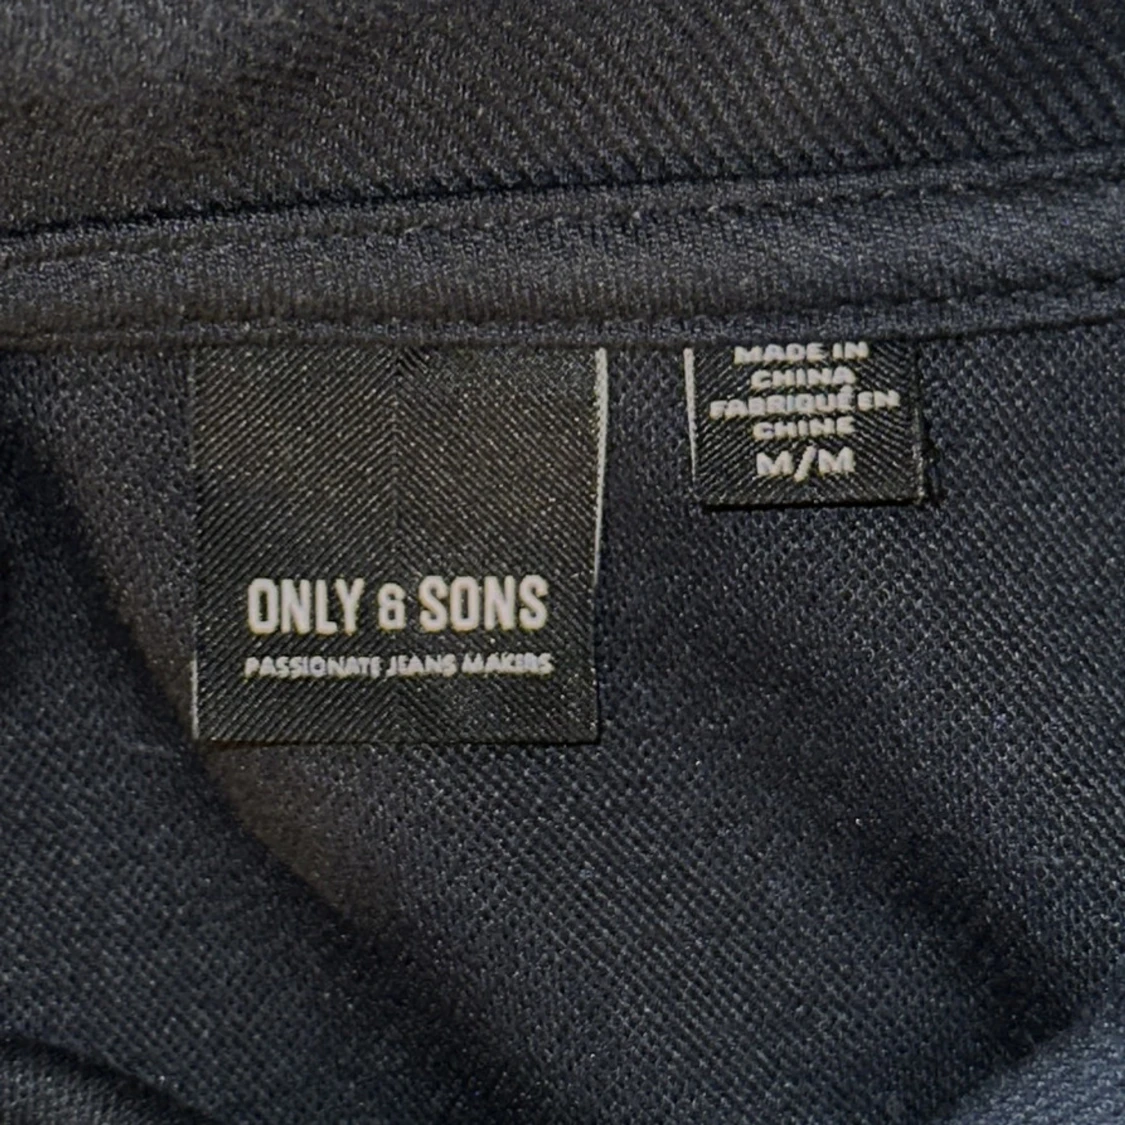 ONLY & SONS
PASSIONATE JEANS MAKERS
MADE IN
CHINA
FABRIQUÉ EN
CHINE
M/M